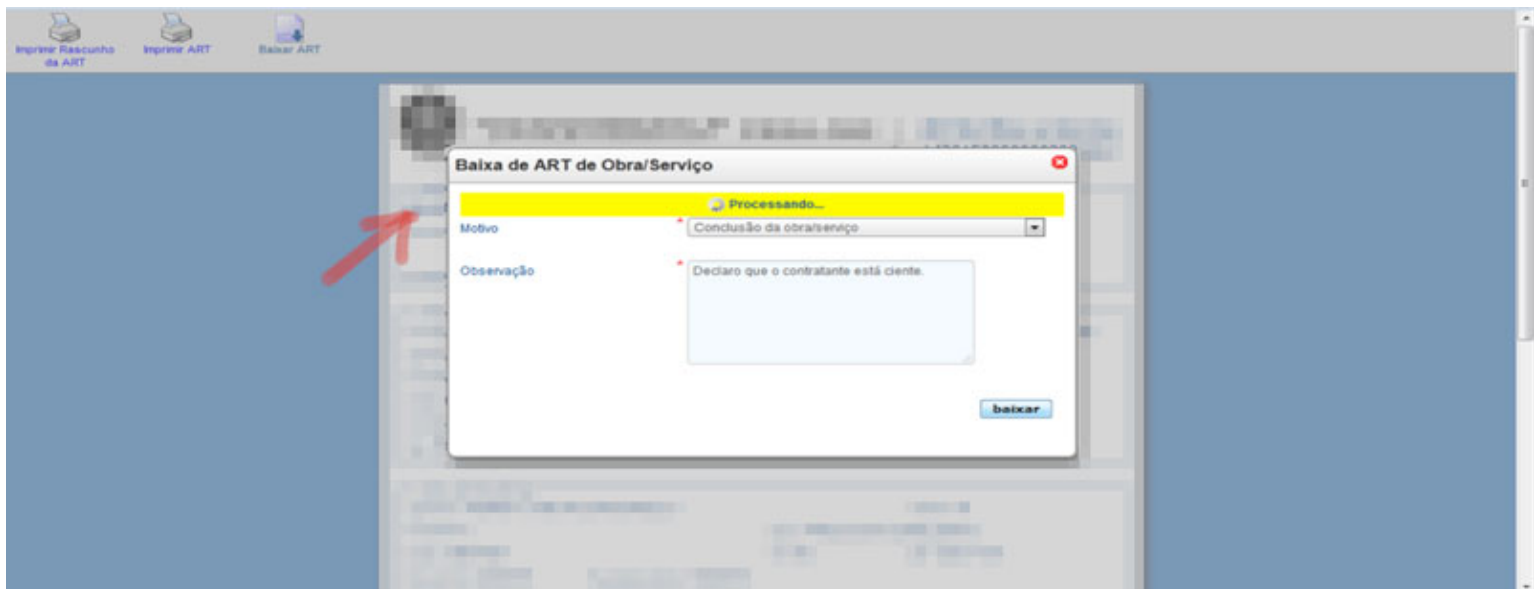 Imprimir Rascunho
da ART
Imprimir ART
Baixar ART
Baixa de ART de Obra/Serviço
Processando...
Motivo
* Conclusão da obra/serviço
Observação
* Declaro que o contratante está ciente.
baixar